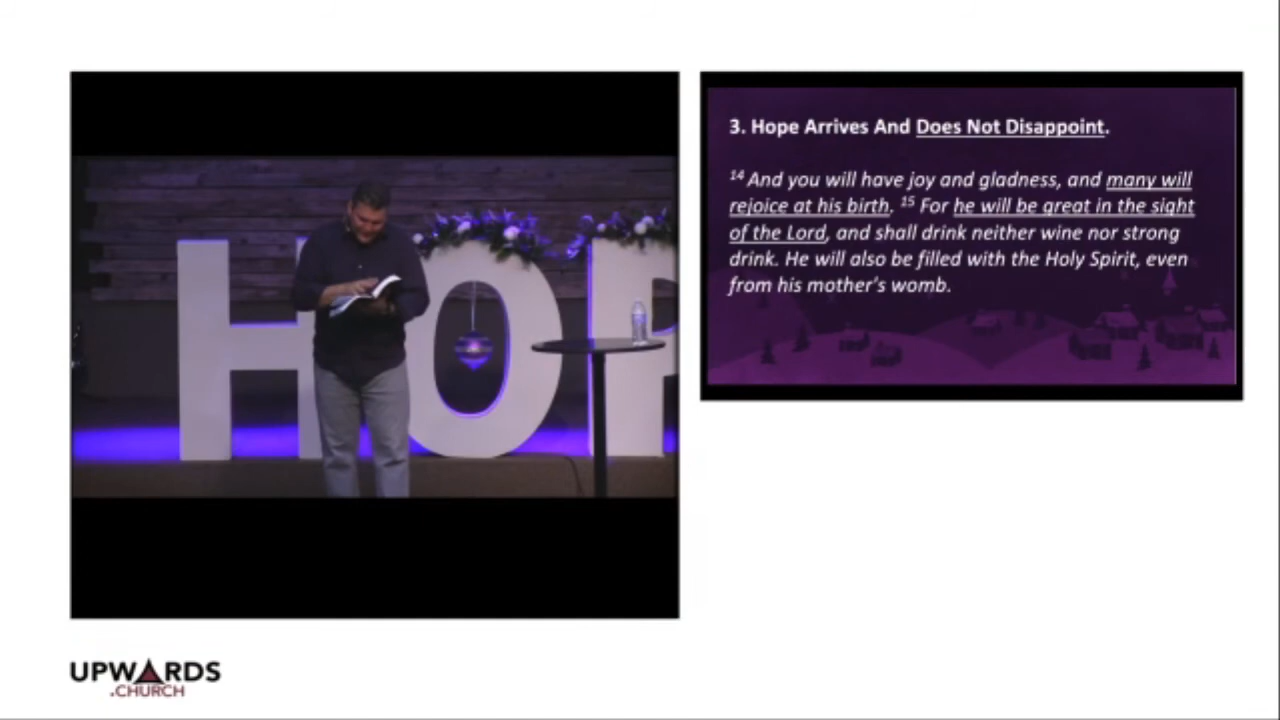 HOP
3. Hope Arrives And Does Not Disappoint.
14 And you will have joy and gladness, and many will
rejoice at his birth. 15 For he will be great in the sight
of the Lord, and shall drink neither wine nor strong
drink. He will also be filled with the Holy Spirit, even
from his mother's womb.
UPWARDS
.CHURCH